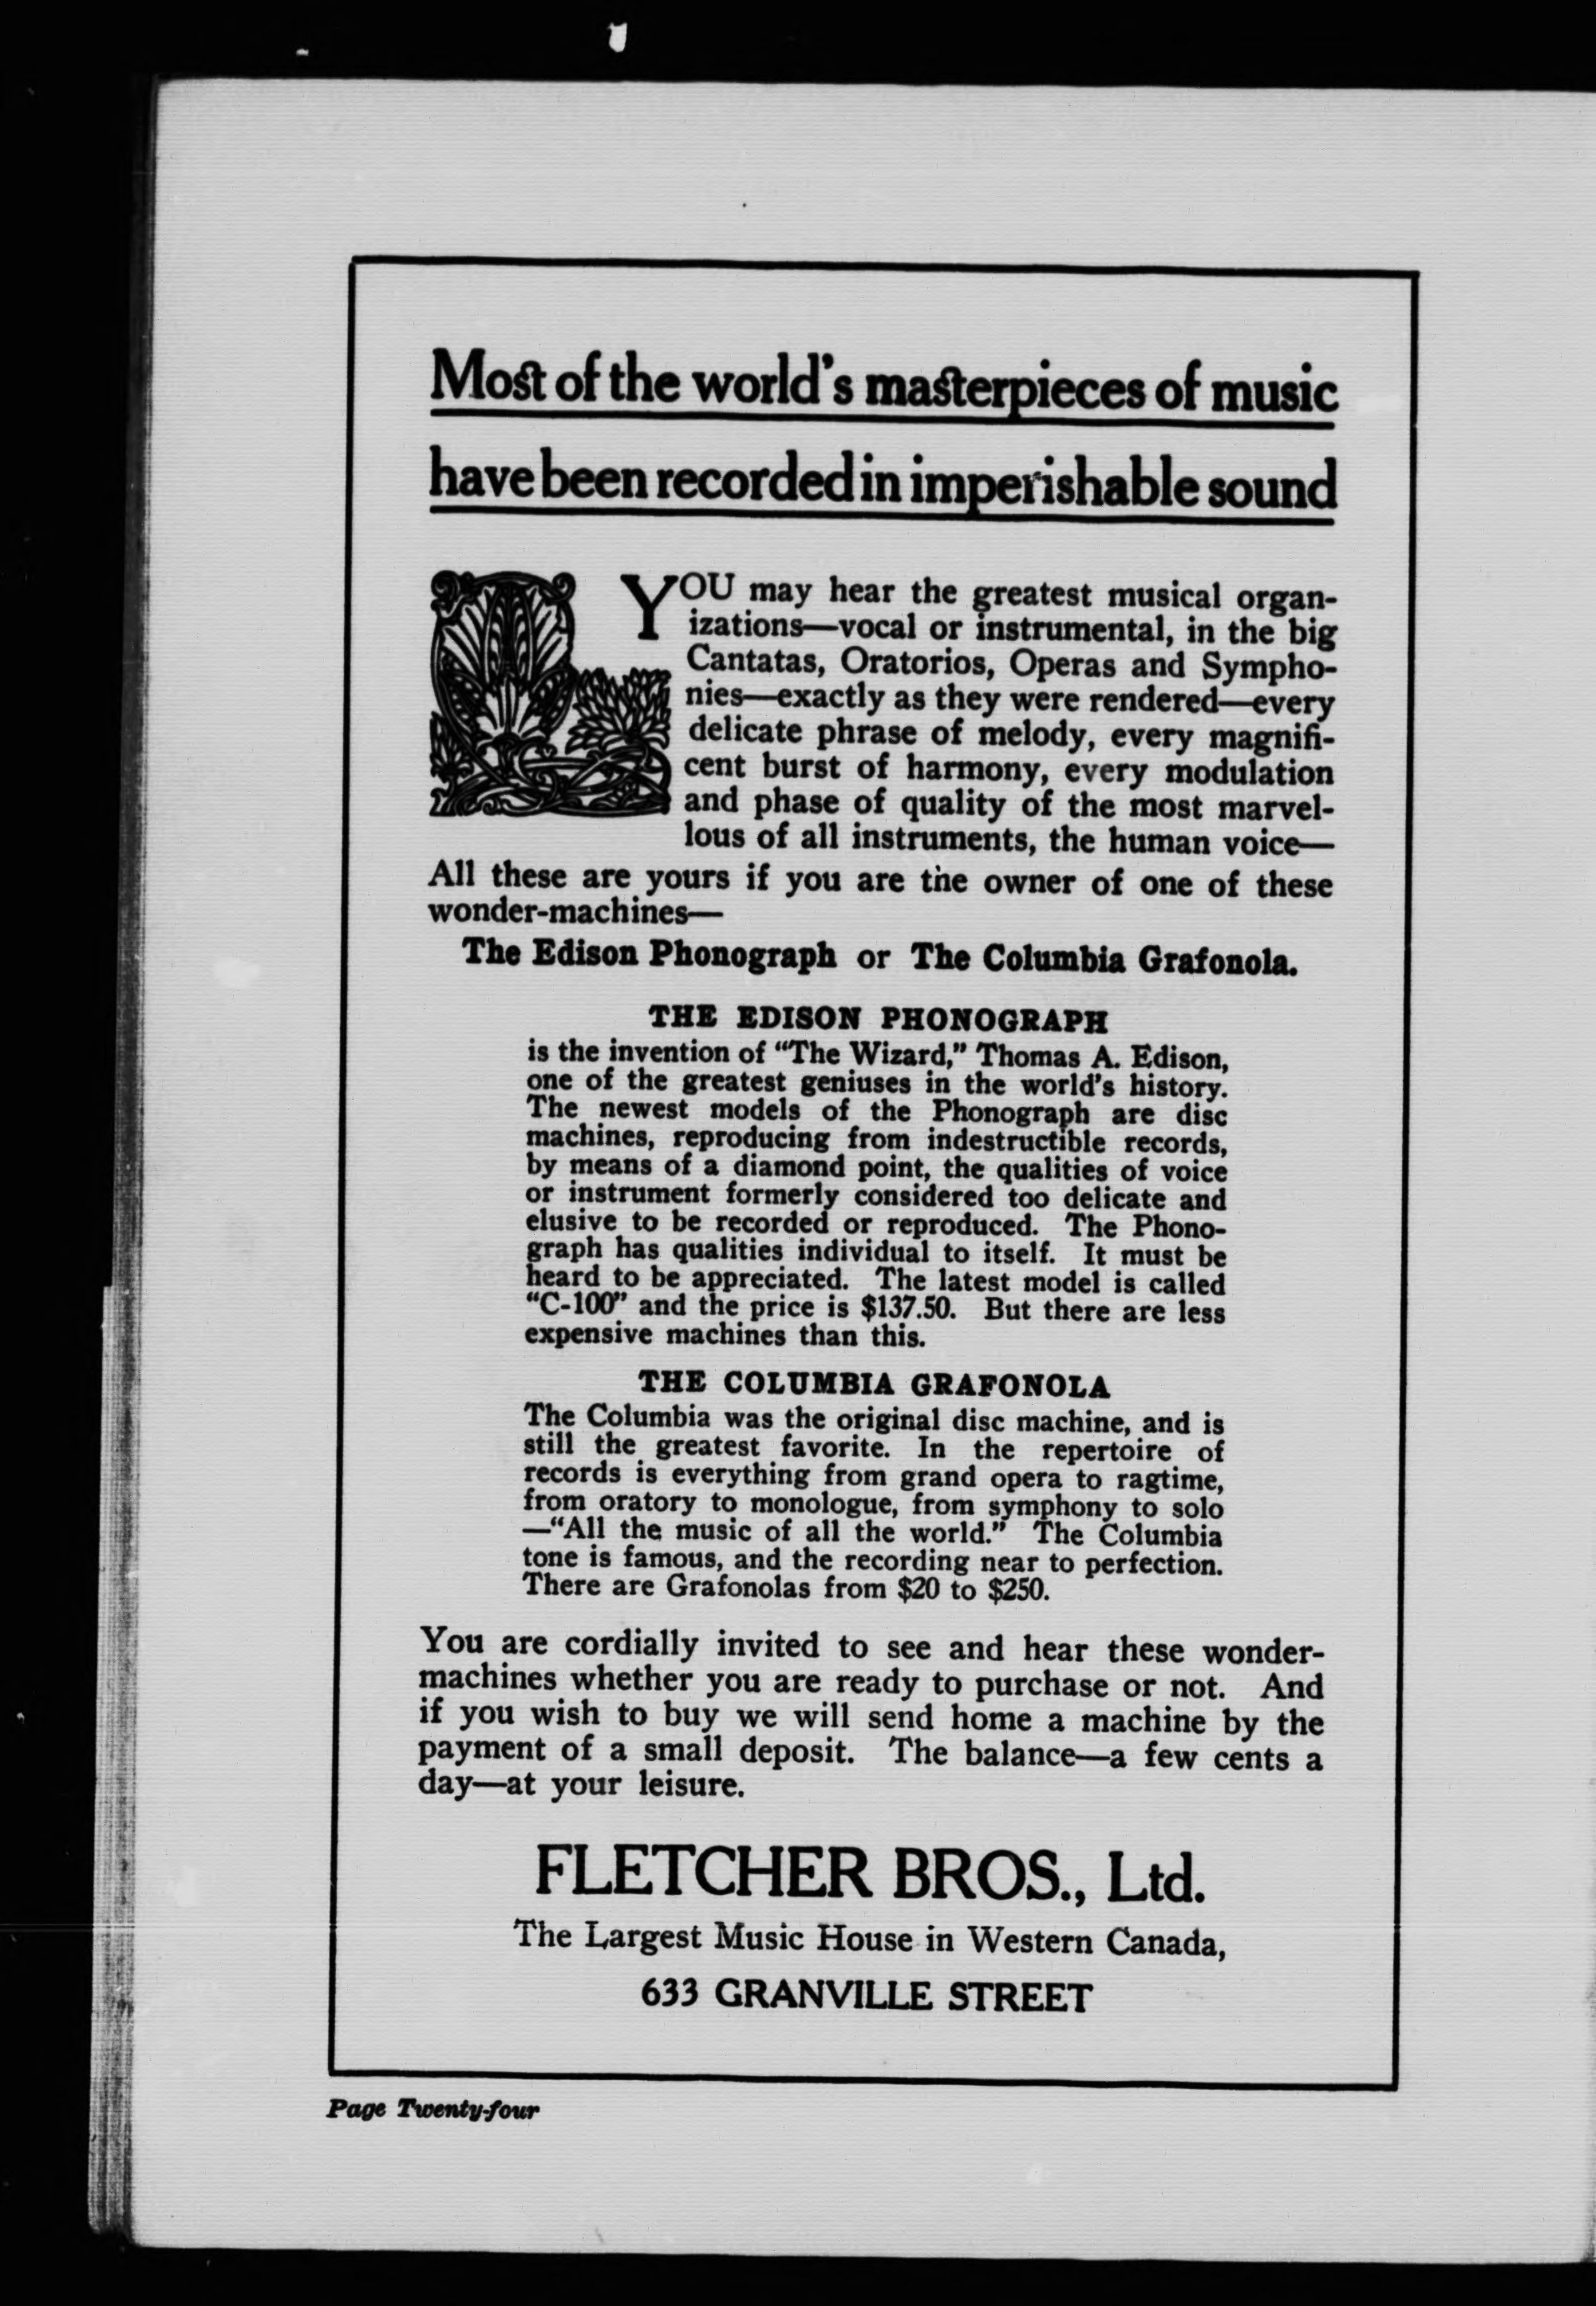 Most of the world's masterpieces of music
have been recorded in imperishable sound
YOU may hear the greatest musical organ-
izations—vocal or instrumental, in the big
Cantatas, Oratorios, Operas and Sympho-
nies—exactly as they were rendered—every
delicate phrase of melody, every magnifi-
cent burst of harmony, every modulation
and phase of quality of the most marvel-
lous of all instruments, the human voice—
All these are yours if you are the owner of one of these
wonder-machines—
The Edison Phonograph or The Columbia Grafonola.
THE EDISON PHONOGRAPH
is the invention of "The Wizard," Thomas A. Edison,
one of the greatest geniuses in the world's history.
The newest models of the Phonograph are disc
machines, reproducing from indestructible records,
by means of a diamond point, the qualities of voice
or instrument formerly considered too delicate and
elusive to be recorded or reproduced. The Phono-
graph has qualities individual to itself. It must be
heard to be appreciated. The latest model is called
"C-100" and the price is $137.50. But there are less
expensive machines than this.
THE COLUMBIA GRAFONOLA
The Columbia was the original disc machine, and is
still the greatest favorite. In the repertoire of
records is everything from grand opera to ragtime,
from oratory to monologue, from symphony to solo
—"All the music of all the world." The Columbia
tone is famous, and the recording near to perfection.
There are Grafonolas from $20 to $250.
You are cordially invited to see and hear these wonder-
machines whether you are ready to purchase or not. And
if you wish to buy we will send home a machine by the
payment of a small deposit. The balance—a few cents a
day—at your leisure.
FLETCHER BROS., Ltd.
The Largest Music House in Western Canada,
633 GRANVILLE STREET
Page Twenty-four